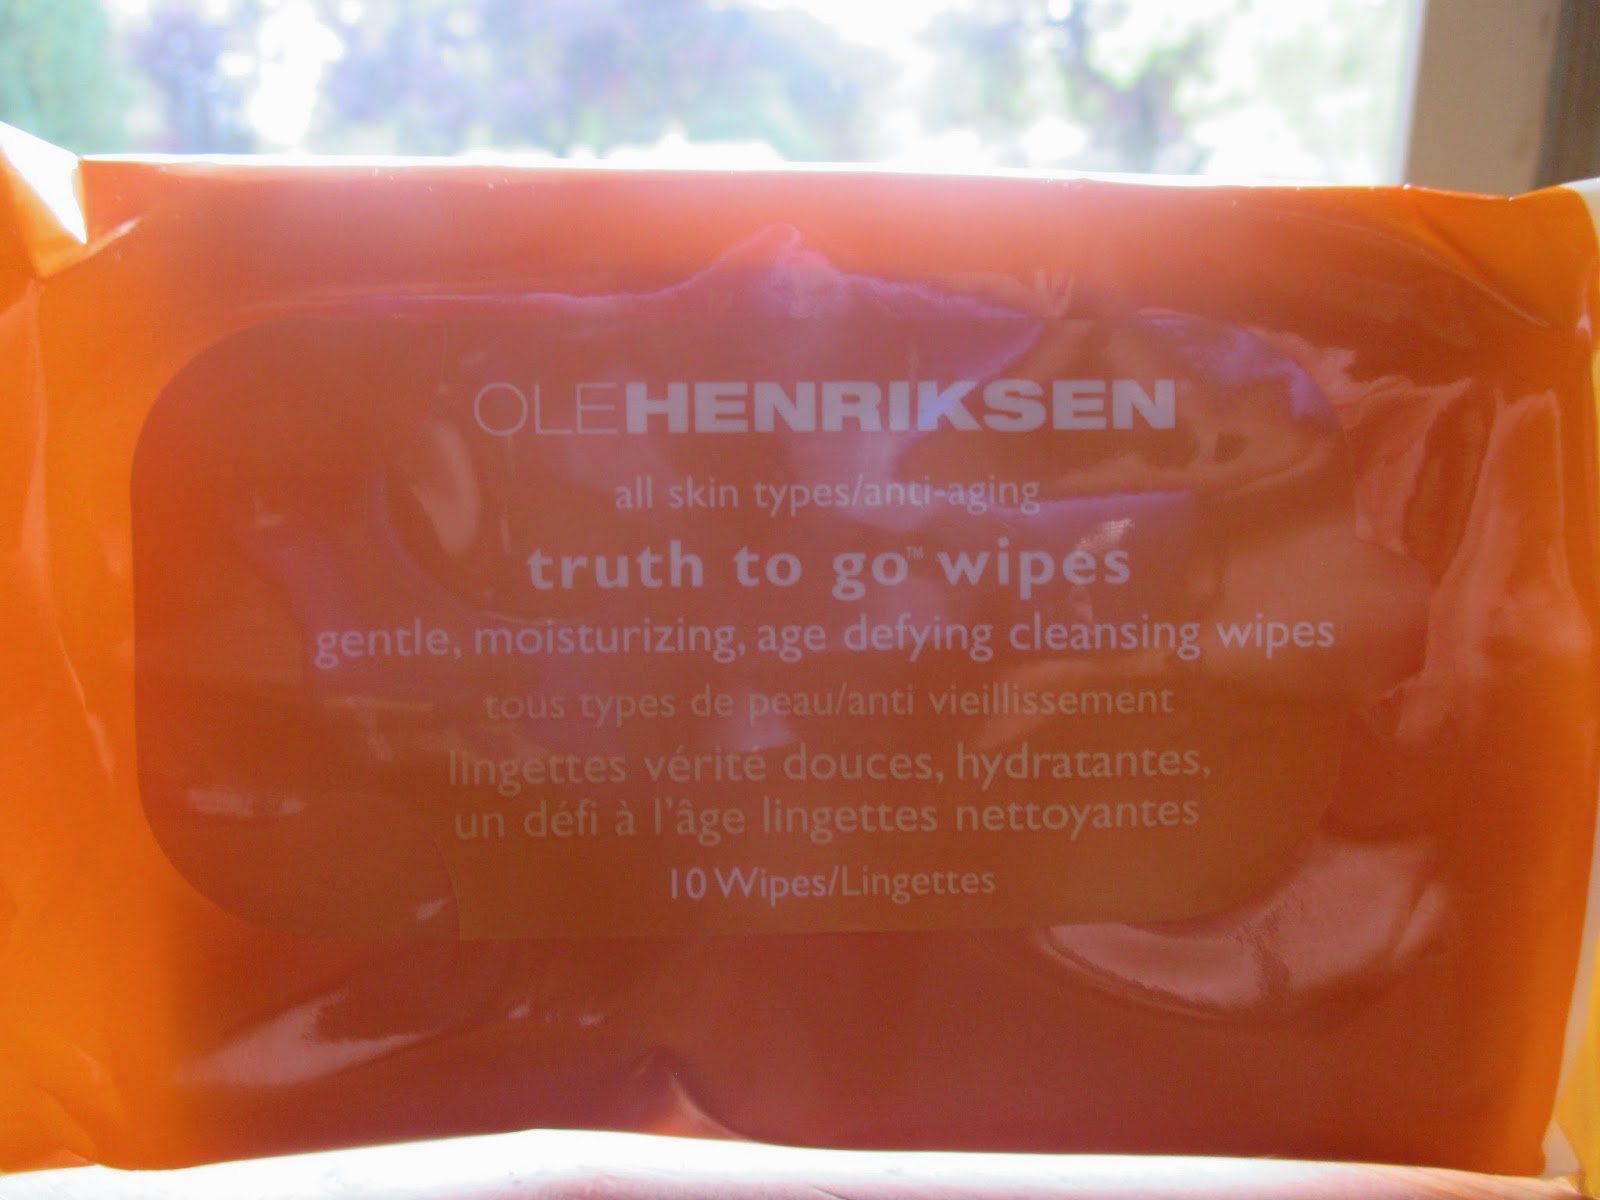 OLEHENRIKSEN
all skin types/anti-aging
truth to go™ wipes
gentle, moisturizing, age defying cleansing wipes
tous types de peau/anti vieillissement
lingettes vérité douces, hydratantes,
un défi à l'âge lingettes nettoyantes
10 Wipes/Lingettes